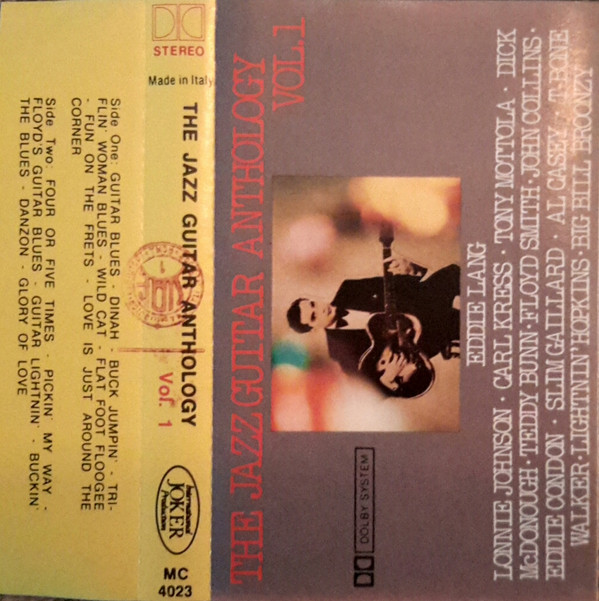 STEREO
Made in Italy
THE JAZZ GUITAR ANTHOLOGY
Vol. 1
International
JOKER
Production
MC
4023
Side One: GUITAR BLUES - DINAH - BUCK JUMPIN' - TRI-
FLIN' WOMAN BLUES - WILD CAT - FLAT FOOT FLOOGEE
- FUN ON THE FRETS - LOVE IS JUST AROUND THE
CORNER
Side Two: FOUR OR FIVE TIMES - PICKIN' MY WAY -
FLOYD'S GUITAR BLUES - GUITAR LIGHTNIN' - BUCKIN'
THE BLUES - DANZON - GLORY OF LOVE
THE JAZZ GUITAR ANTHOLOGY
VOL.1
EDDIE LANG
LONNIE JOHNSON · CARL KRESS · TONY MOTTOLA · DICK
McDONOUGH · TEDDY BUNN · FLOYD SMITH · JOHN COLLINS ·
EDDIE CONDON · SLIM GAILLARD · AL CASEY · T-BONE
WALKER · LIGHTNIN' HOPKINS · BIG BILL BROONZY
DOLBY SYSTEM